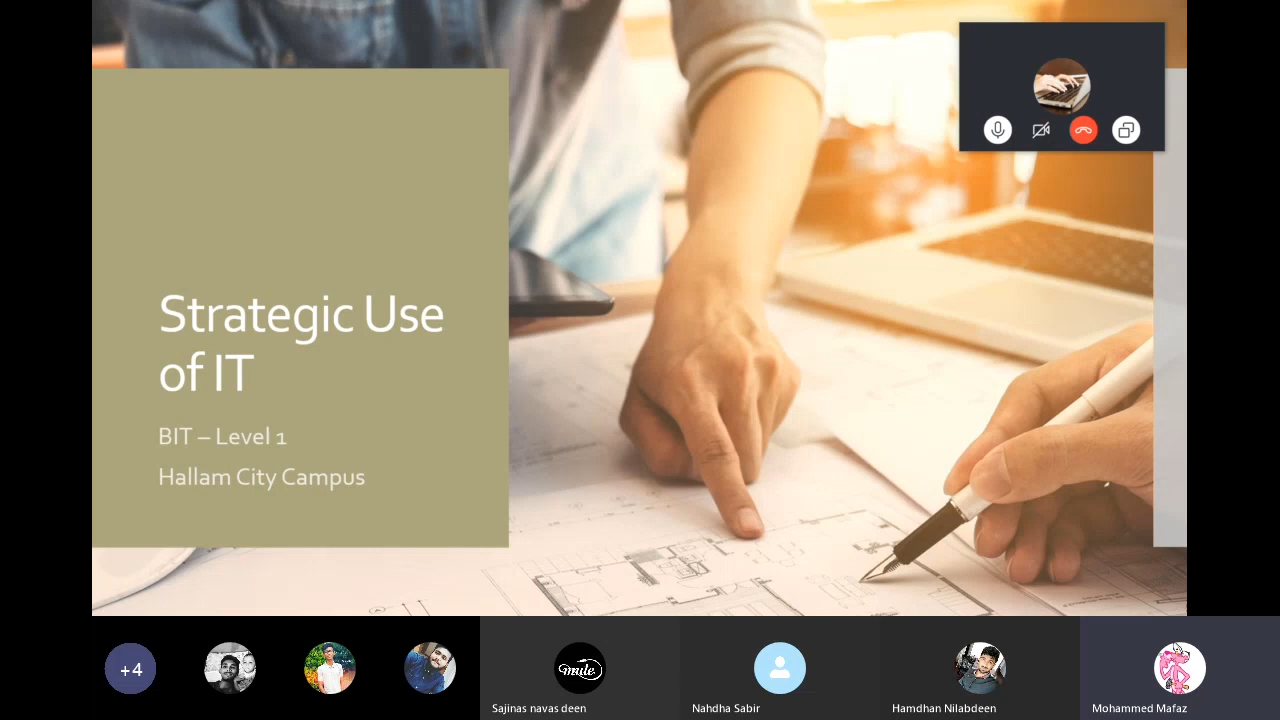 Strategic Use
of IT
BIT – Level 1
Hallam City Campus
+4
mute
Sajinas navas deen
Nahdha Sabir
Hamdhan Nilabdeen
Mohammed Mafaz